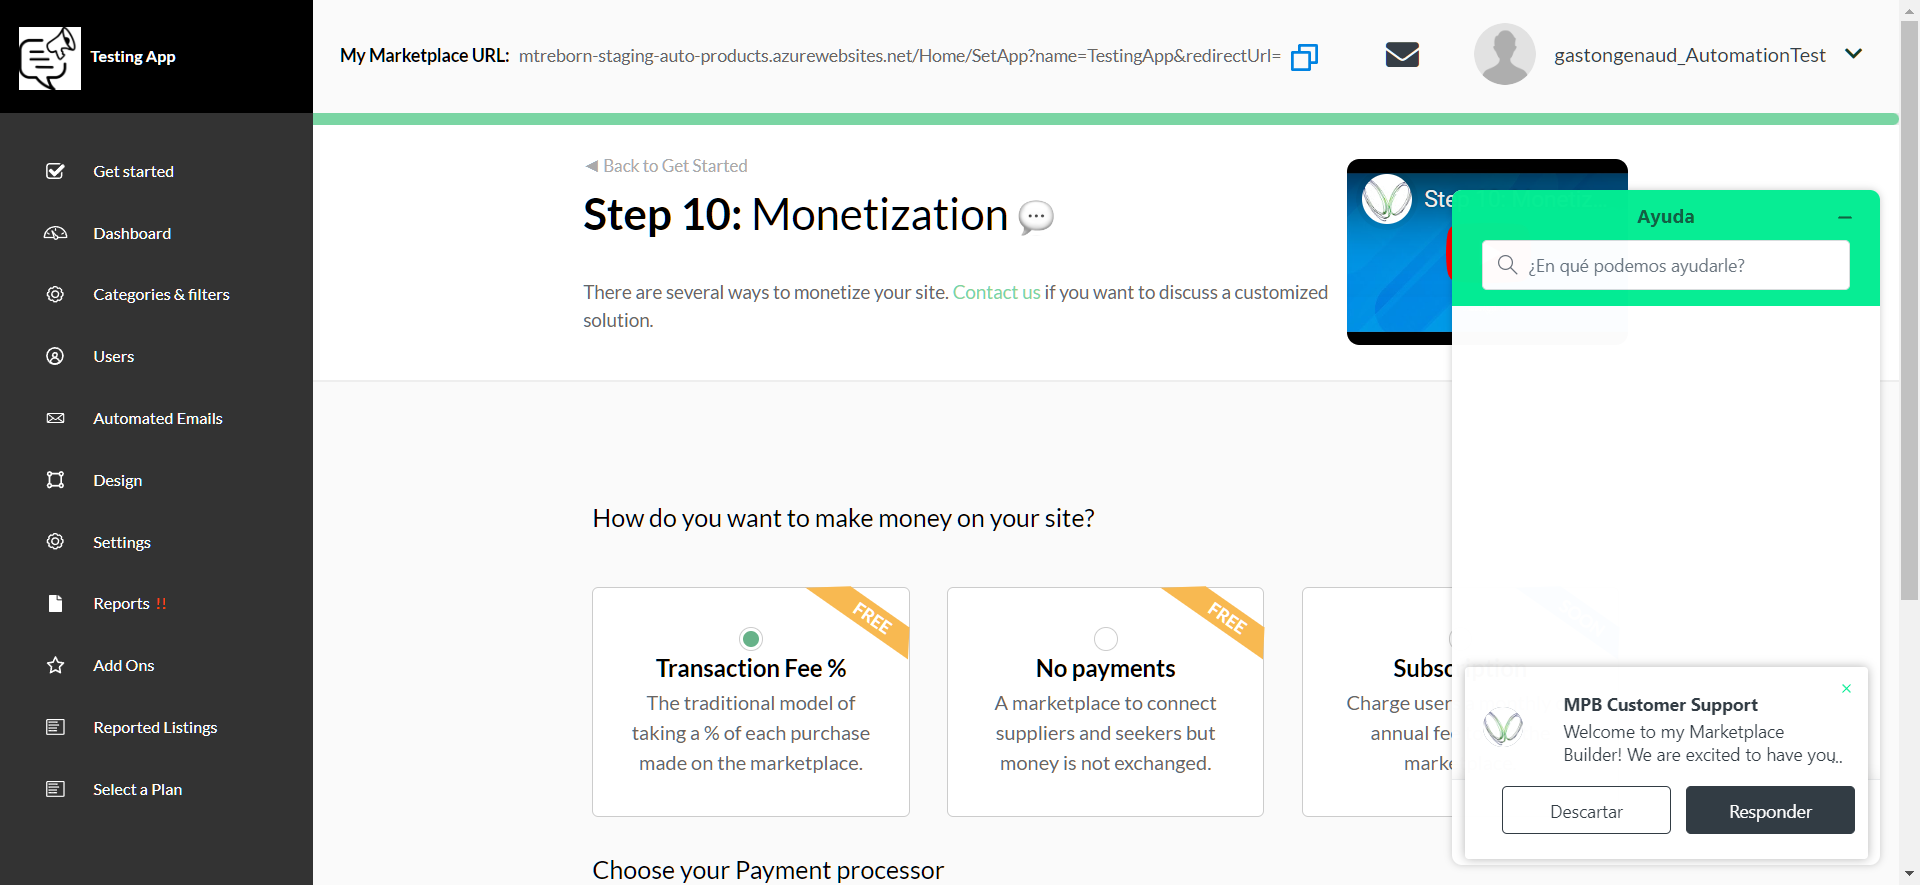 Testing App
My Marketplace URL: mtreborn-staging-auto-products.azurewebsites.net/Home/SetApp?name=TestingApp&redirectUrl=
gastongenaud_AutomationTest
Get started
Dashboard
Categories & filters
Users
Automated Emails
Design
Settings
Reports !!
Add Ons
Reported Listings
Select a Plan
◄ Back to Get Started
Step 10: Monetization
There are several ways to monetize your site. Contact us if you want to discuss a customized
solution.
How do you want to make money on your site?
FREE
Transaction Fee %
The traditional model of
taking a % of each purchase
made on the marketplace.
FREE
No payments
A marketplace to connect
suppliers and seekers but
money is not exchanged.
Charge
annual
Choose your Payment processor
Ayuda
¿En qué podemos ayudarle?
MPB Customer Support
Welcome to my Marketplace
Builder! We are excited to have you..
Descartar
Responder